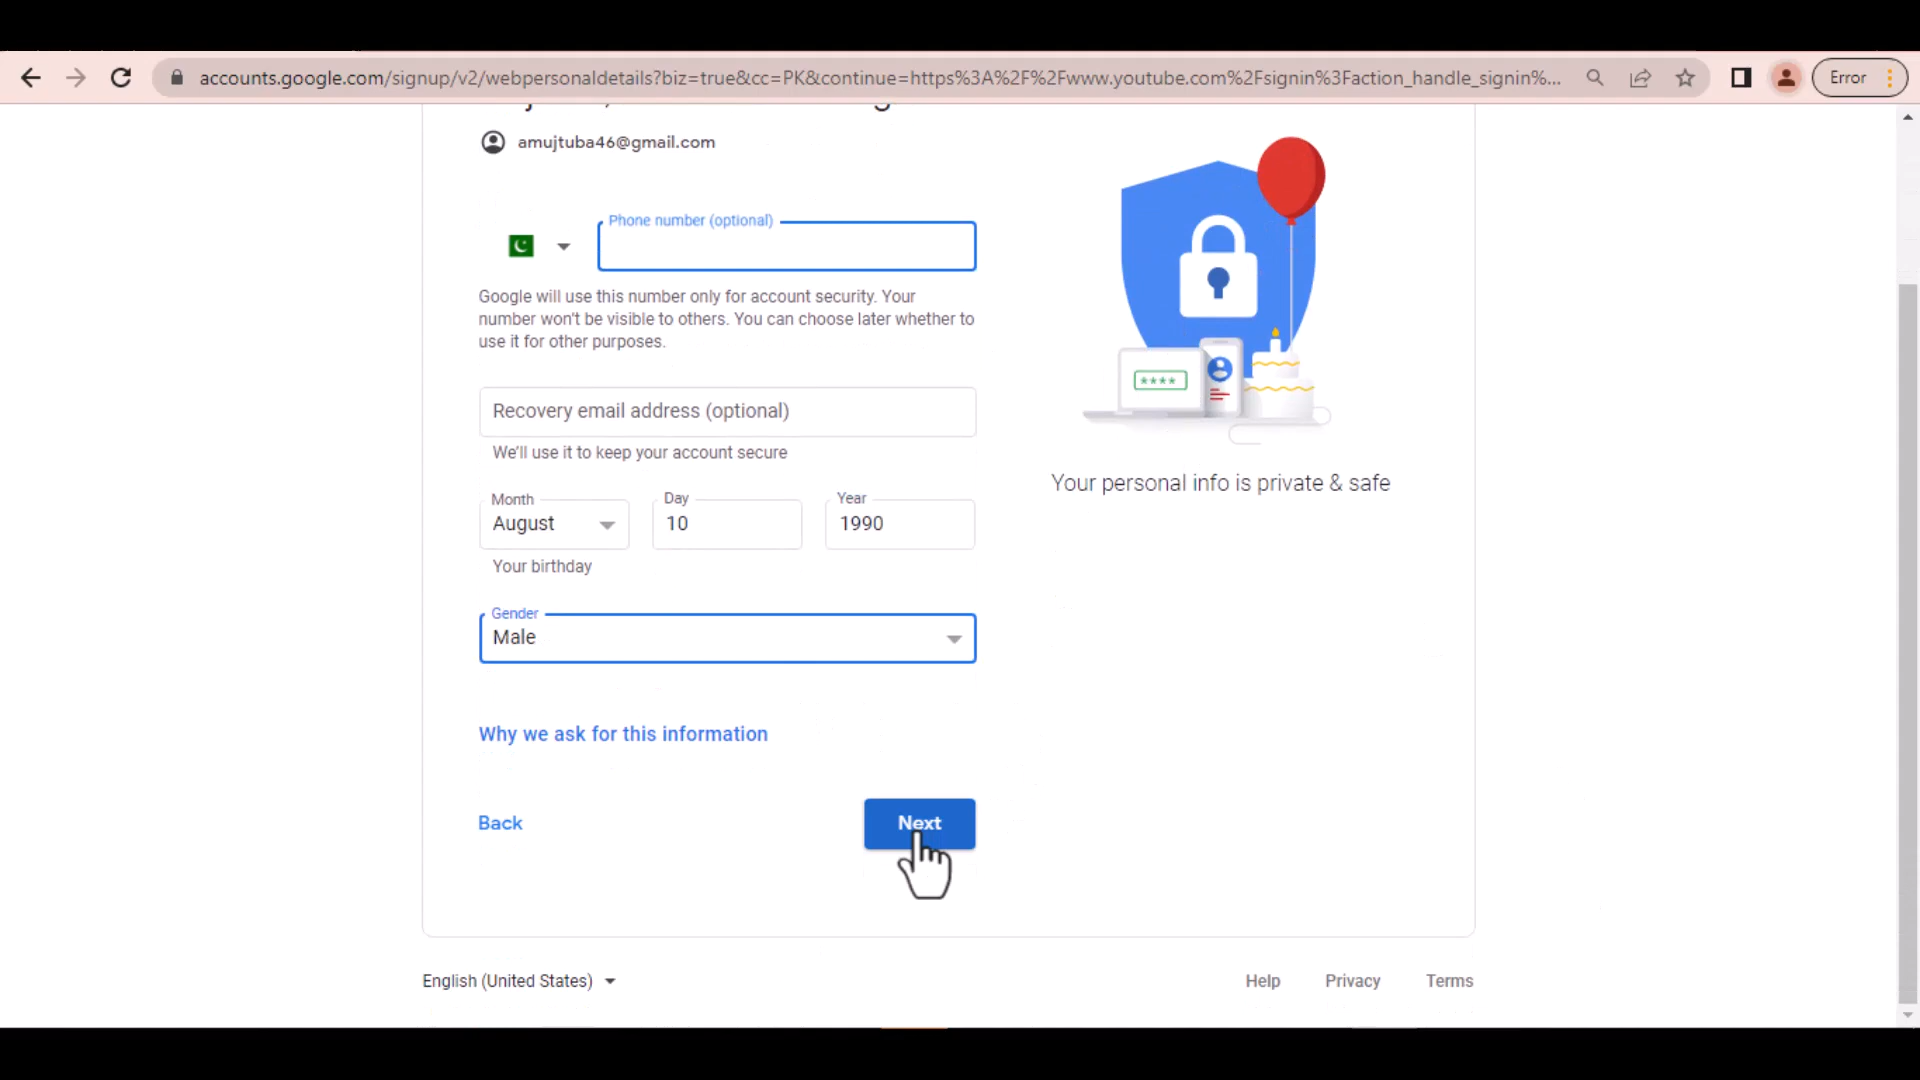 accounts.google.com/signup/v2/webpersonaldetails?biz=true&cc=PK&continue=https%3A%2F%2Fwww.youtube.com%2Fsignin%3Faction_handle_signin%...
Error
amujtuba46@gmail.com
Phone number (optional)
Google will use this number only for account security. Your
number won't be visible to others. You can choose later whether to
use it for other purposes.
Recovery email address (optional)
We'll use it to keep your account secure
Month
Day
Year
August
10
1990
Your birthday
Gender
Male
Why we ask for this information
Back
Next
****
Your personal info is private & safe
English (United States)
Help
Privacy
Terms